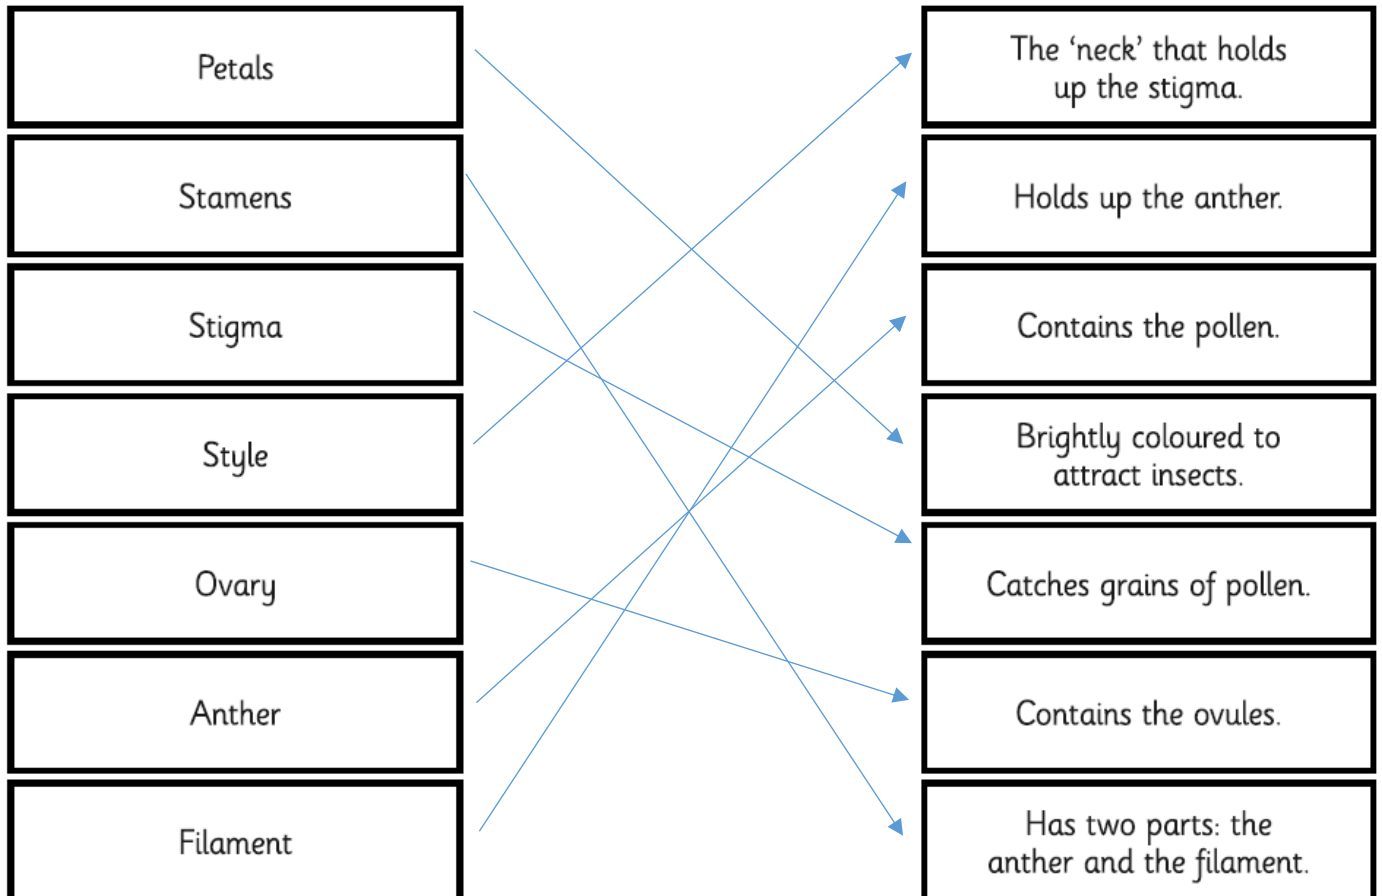 Petals
The ‘neck’ that holds
up the stigma.
Stamens
Holds up the anther.
Stigma
Contains the pollen.
Style
Brightly coloured to
attract insects.
Ovary
Catches grains of pollen.
Anther
Contains the ovules.
Filament
Has two parts: the
anther and the filament.